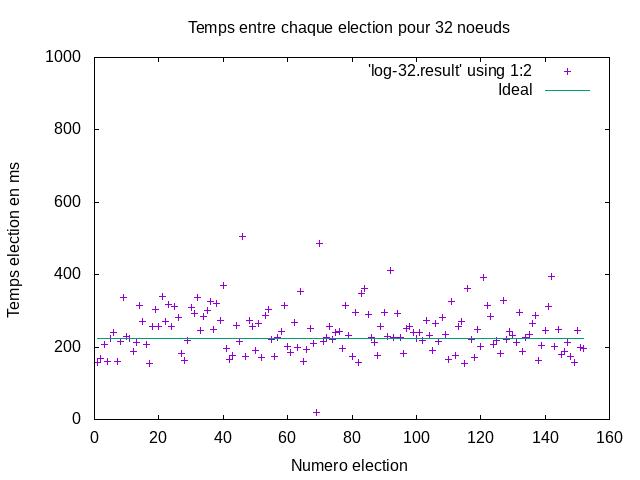 Temps entre chaque election pour 32 noeuds
'log-32.result' using 1:2
Ideal
Temps election en ms
1000
800
600
400
200
0
0 20 40 60 80 100 120 140 160
Numero election